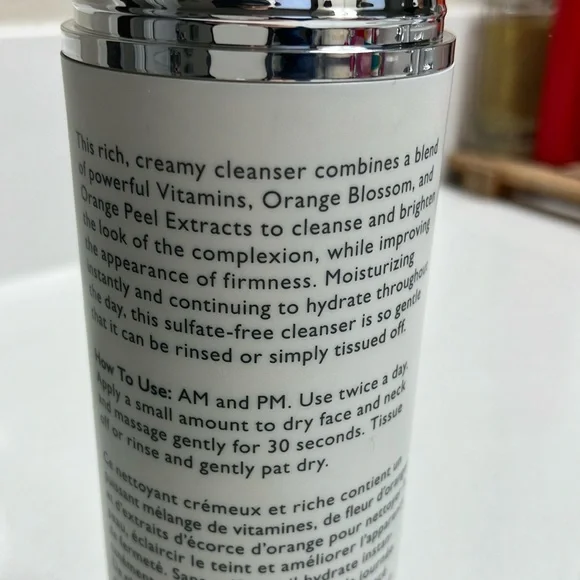 This rich, creamy cleanser combines a blend
of powerful Vitamins, Orange Blossom, and
Orange Peel Extracts to cleanse and brighten
the look of the complexion, while improving
the appearance of firmness. Moisturizing
instantly and continuing to hydrate throughout
the day, this sulfate-free cleanser is so gentle
that it can be rinsed or simply tissued off.
How To Use: AM and PM. Use twice a day.
Apply a small amount to dry face and neck
and massage gently for 30 seconds. Tissue
off or rinse and gently pat dry.
Ce nettoyant crémeux et riche contient un
puissant mélange de vitamines, de fleur d'oranger
et d'extraits d'écorce d'orange pour nettoyer
peau, éclaircir le teint et améliorer l'apparence
de fermeté. Sans hydrate